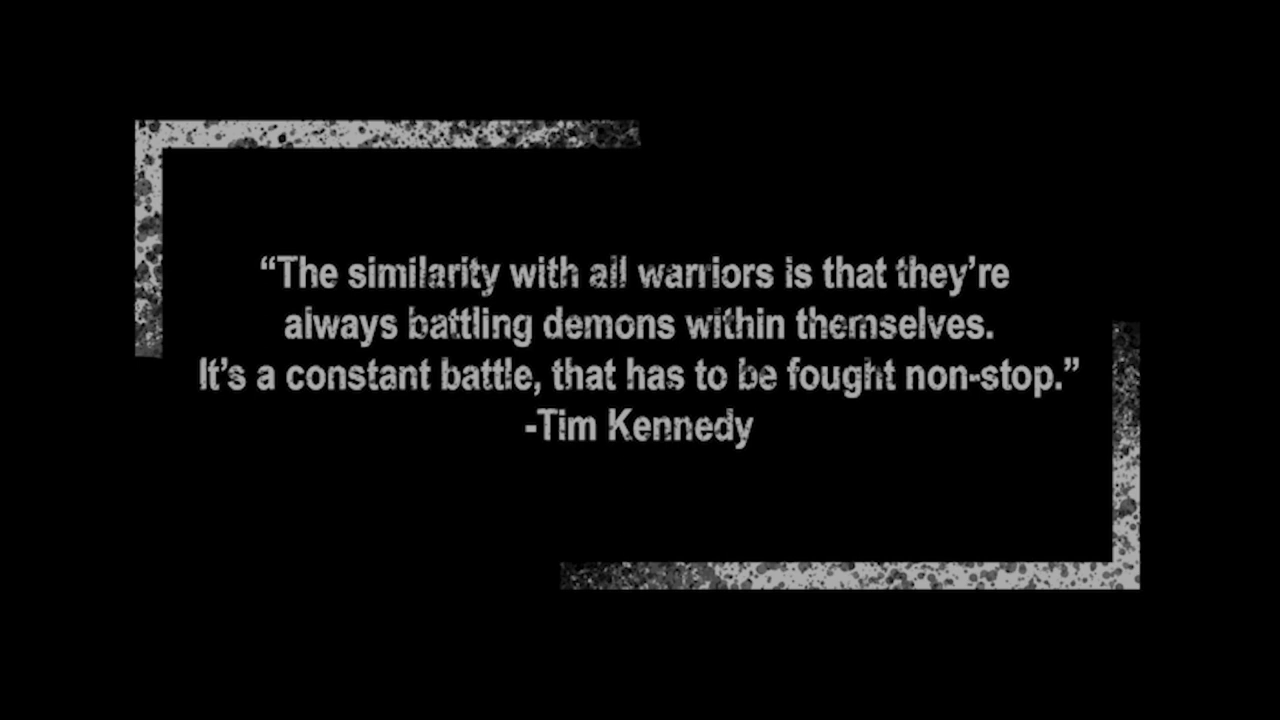 “The similarity with all warriors is that they’re
always battling demons within themselves.
It’s a constant battle, that has to be fought non-stop.”
-Tim Kennedy